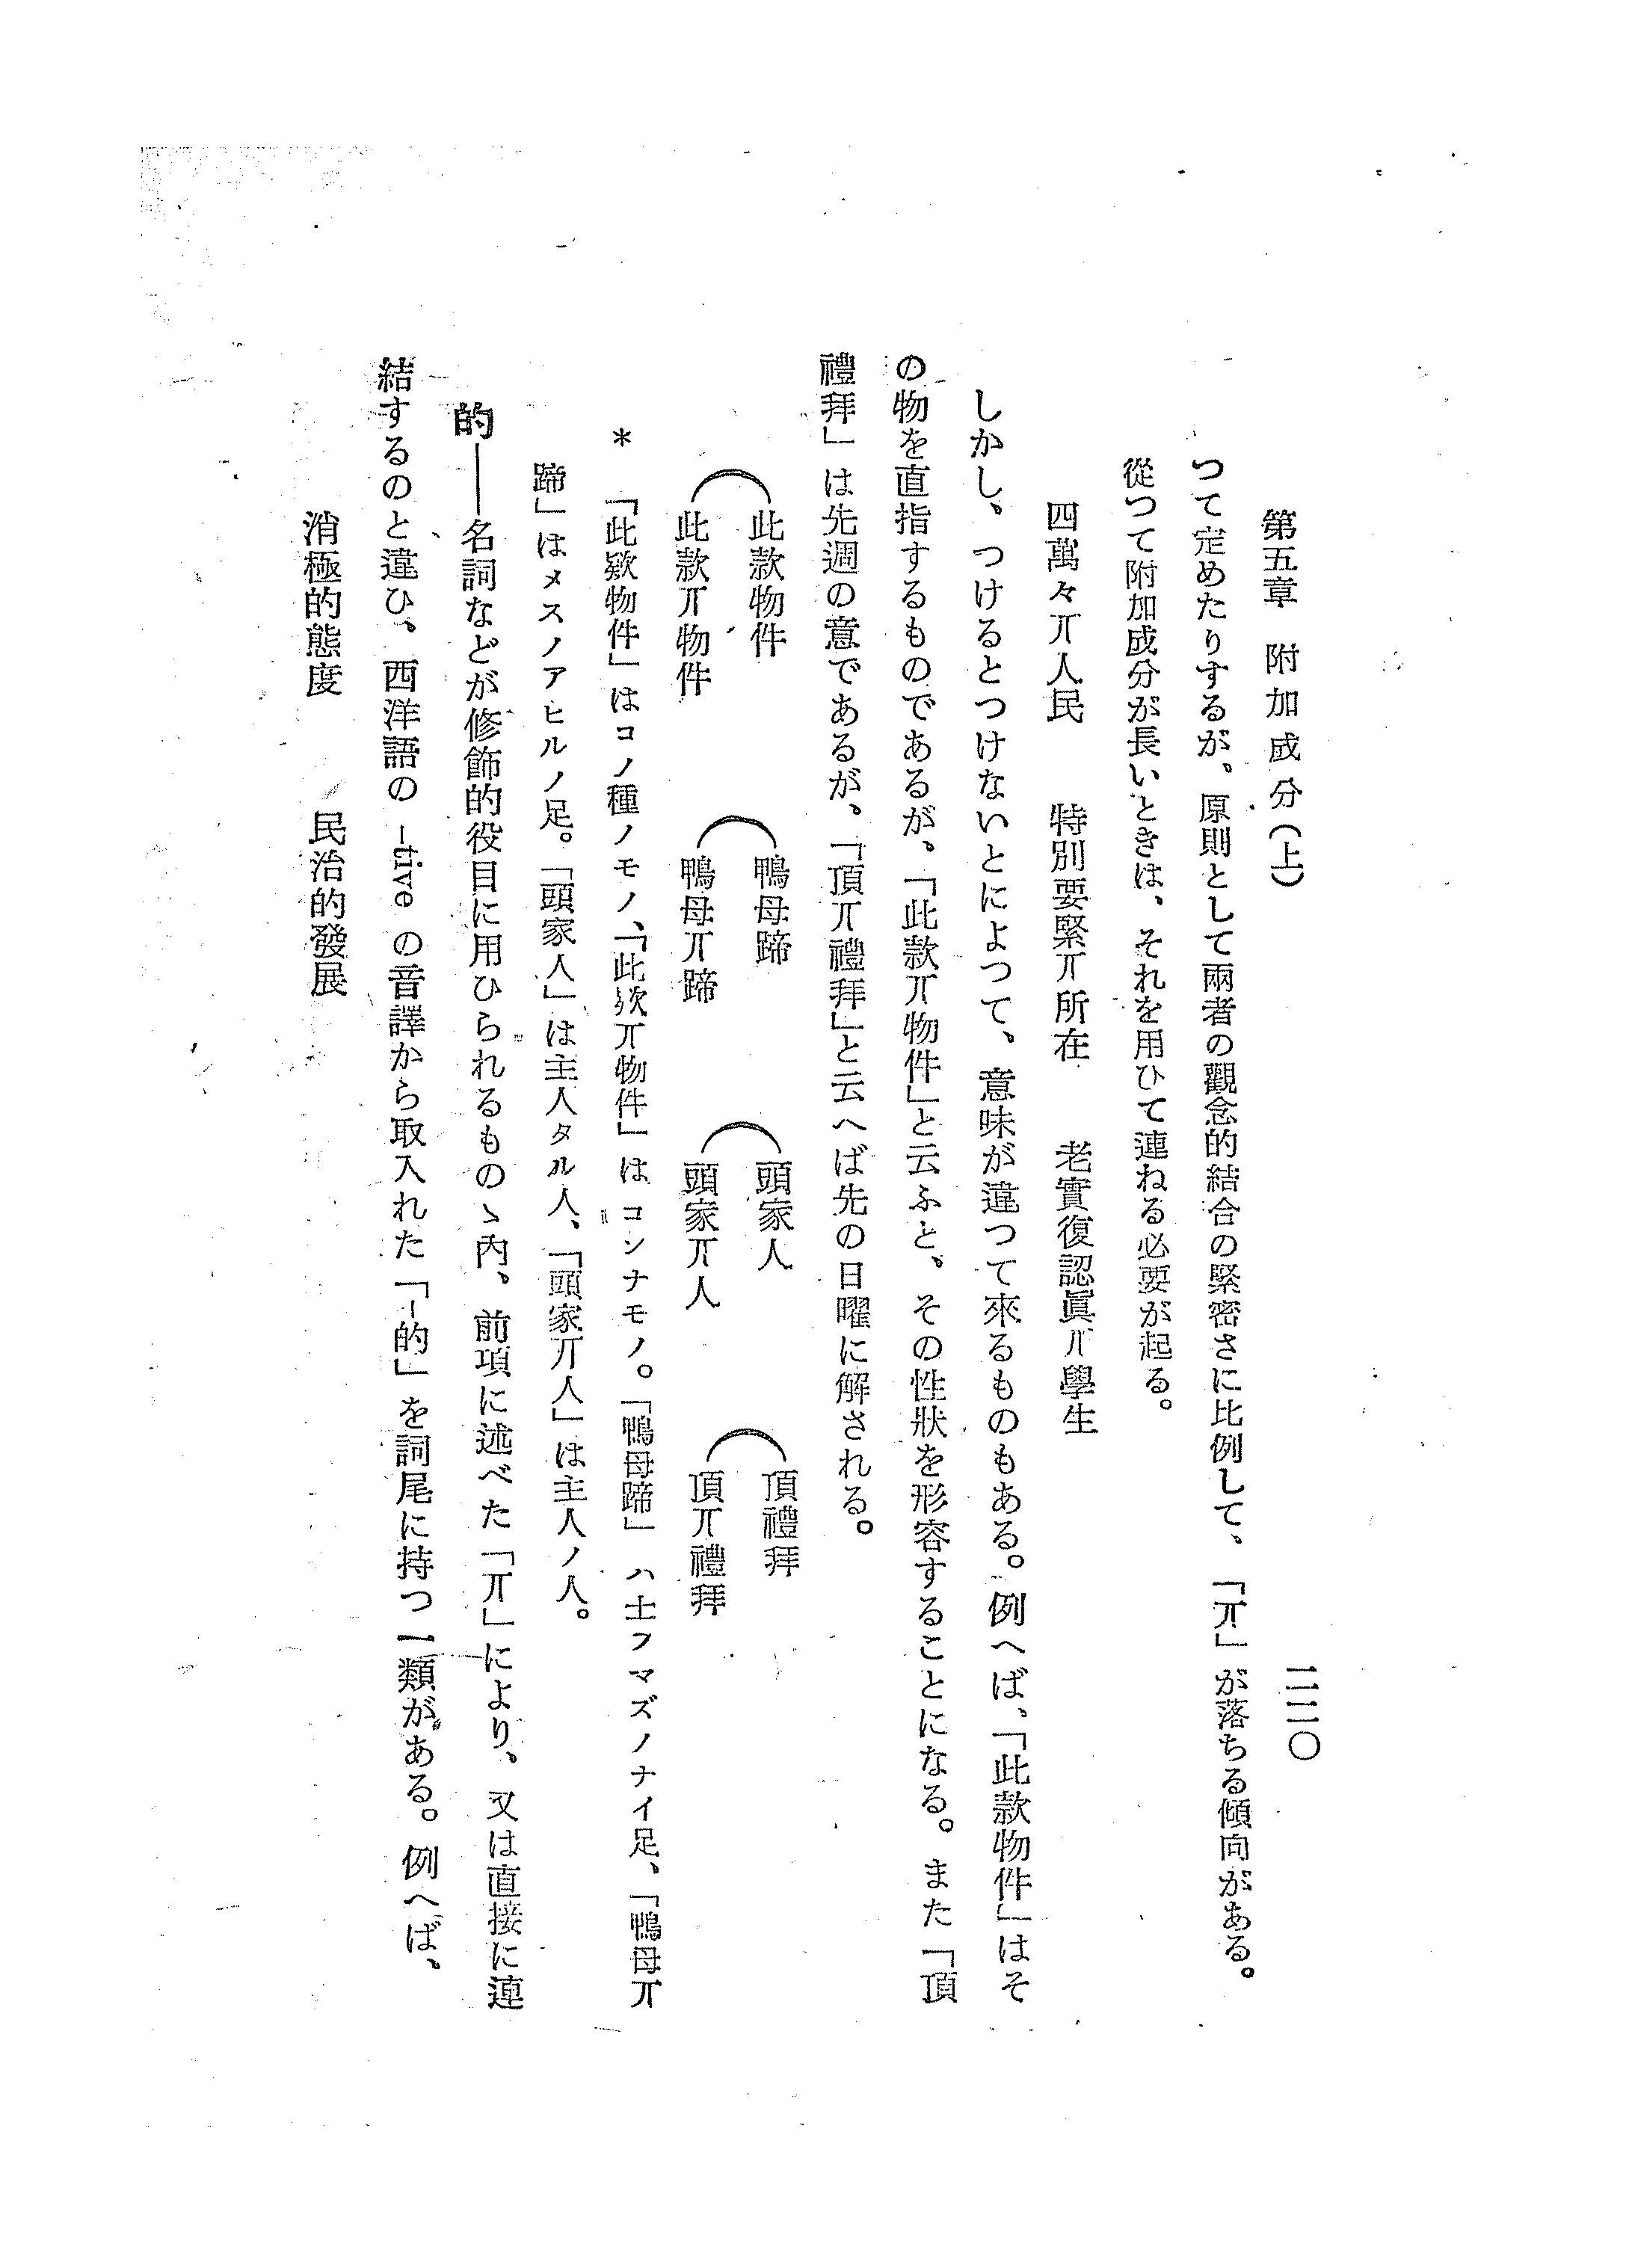 第五章　附加成分(上)　二二〇
つて定めたりするが、原則として兩者の觀念的結合の緊密さに比例して、「丌」が落ちる傾向がある。
從つて附加成分が長いときは、それを用ひて連ねる必要が起る。
四萬々丌人民　特別要緊丌所在　老實復認眞丌學生
しかし、つけるとつけないとによつて、意味が違つて來るものもある。例へば、「此款物件」はそ
の物を直指するものであるが、「此款丌物件」と云ふと、その性狀を形容することになる。また「頂
禮拜」は先週の意であるが、「頂丌禮拜」と云へば先の日曜に解される。
此款物件　鴨母蹄　頭家人　頂禮拜
此款丌物件　鴨母丌蹄　頭家丌人　頂丌禮拜
＊「此欵物件」はコノ種ノモノ、「此欵丌物件」はコンナモノ。「鴨母蹄」ハ土フマズノナイ足、「鴨母丌
蹄」はメスノアヒルノ足。「頭家人」は主人タル人、「頭家丌人」は主人ノ人。
的――名詞などが修飾的役目に用ひられるものゝ内、前項に述べた「丌」により、又は直接に連
結するのと違ひ、西洋語の -tive の音譯から取入れた「-的」を詞尾に持つ一類がある。例へば、
消極的態度　民治的發展